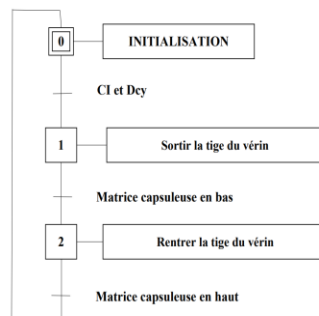 0 INITIALISATION
CI et Dcy
1 Sortir la tige du vérin
Matrice capsuleuse en bas
2 Rentrer la tige du vérin
Matrice capsuleuse en haut